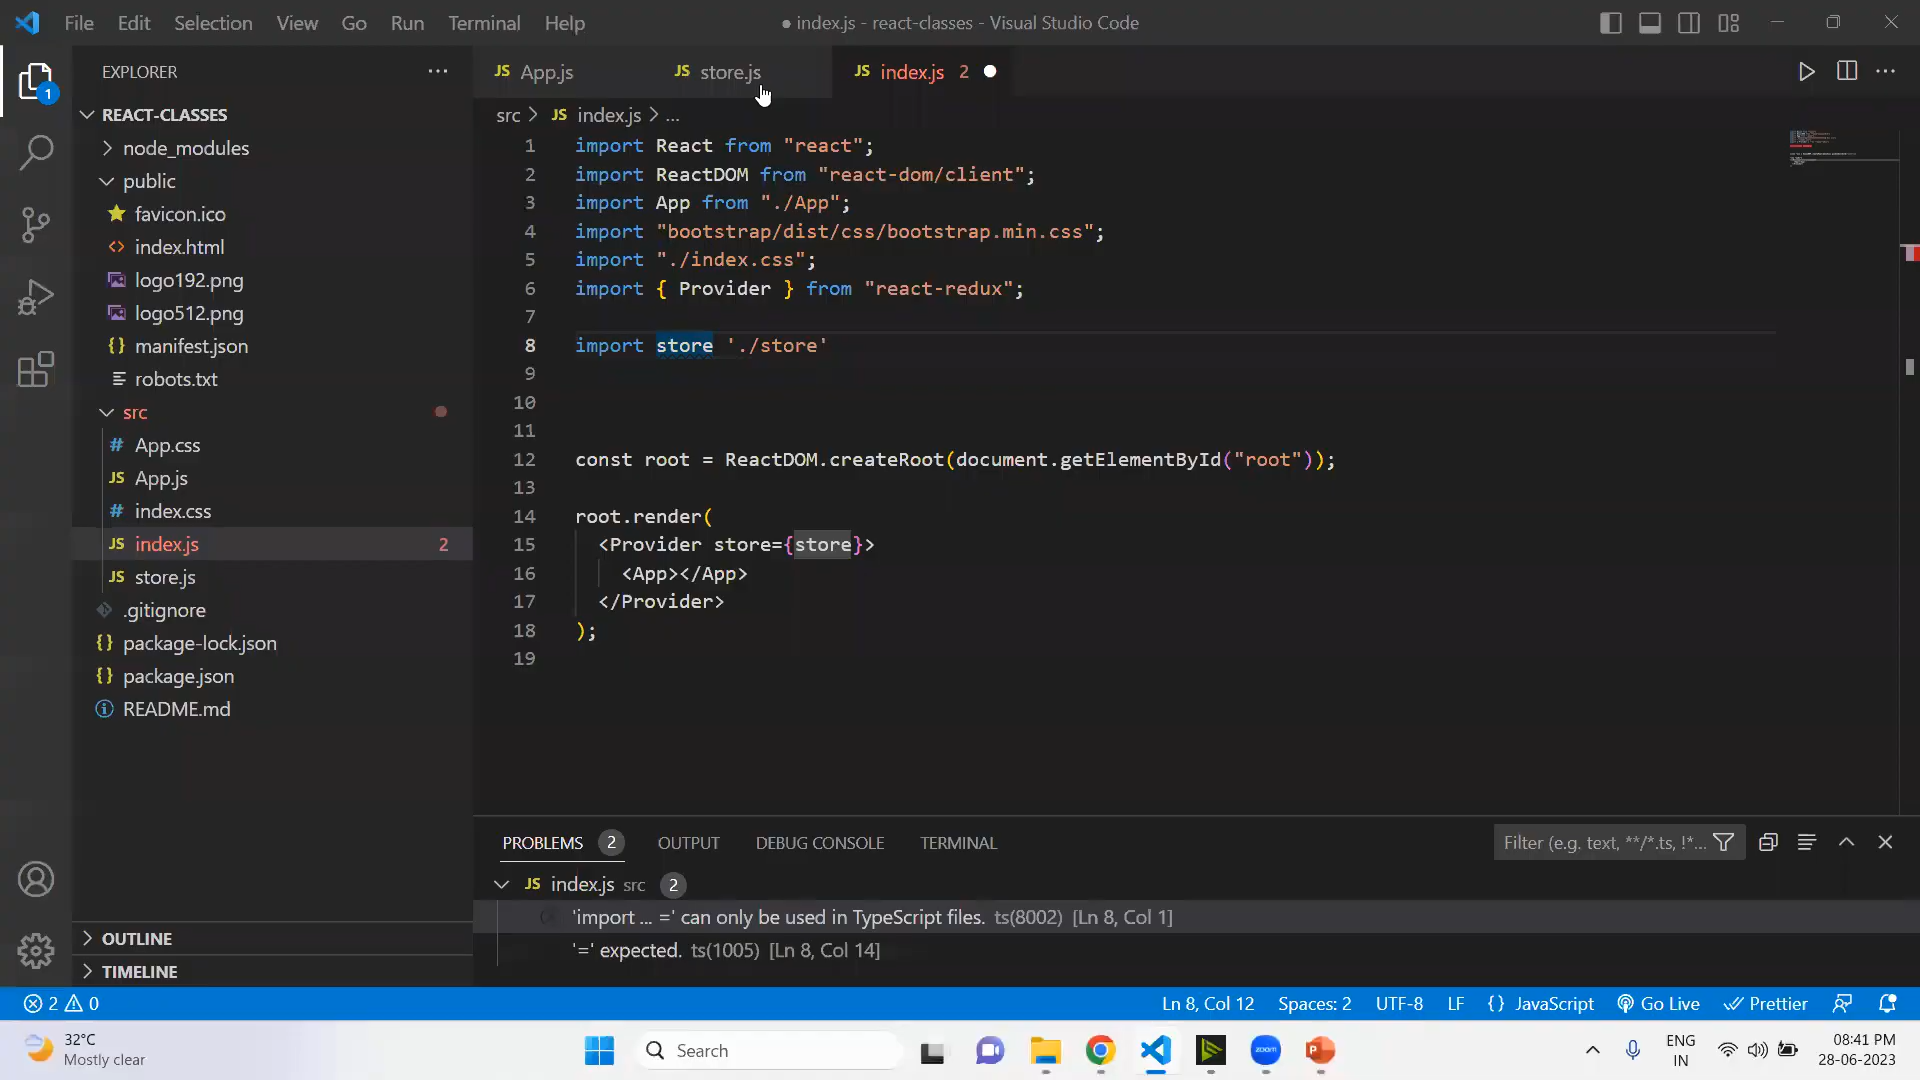 File Edit Selection View Go Run Terminal Help
● index.js - react-classes - Visual Studio Code
EXPLORER ...
REACT-CLASSES
node_modules
public
favicon.ico
index.html
logo192.png
logo512.png
manifest.json
robots.txt
src
# App.css
JS App.js
# index.css
JS index.js 2
JS store.js
.gitignore
{} package-lock.json
{} package.json
README.md
OUTLINE
TIMELINE
1
JS App.js JS store.js JS index.js 2 ●
src > JS index.js > ...
1 import React from "react";
2 import ReactDOM from "react-dom/client";
3 import App from "./App";
4 import "bootstrap/dist/css/bootstrap.min.css";
5 import "./index.css";
6 import { Provider } from "react-redux";
7
8 import store './store'
9
10
11
12 const root = ReactDOM.createRoot(document.getElementById("root"));
13
14 root.render(
15 <Provider store={store}>
16 <App></App>
17 </Provider>
18 );
19
PROBLEMS 2 OUTPUT DEBUG CONSOLE TERMINAL Filter (e.g. text, **/*.ts, !*...
JS index.js src 2
'import ... =' can only be used in TypeScript files. ts(8002) [Ln 8, Col 1]
'=' expected. ts(1005) [Ln 8, Col 14]
2 0 Ln 8, Col 12 Spaces: 2 UTF-8 LF {} JavaScript Go Live Prettier
32°C
Mostly clear
Search
zoom
ENG
IN
08:41 PM
28-06-2023